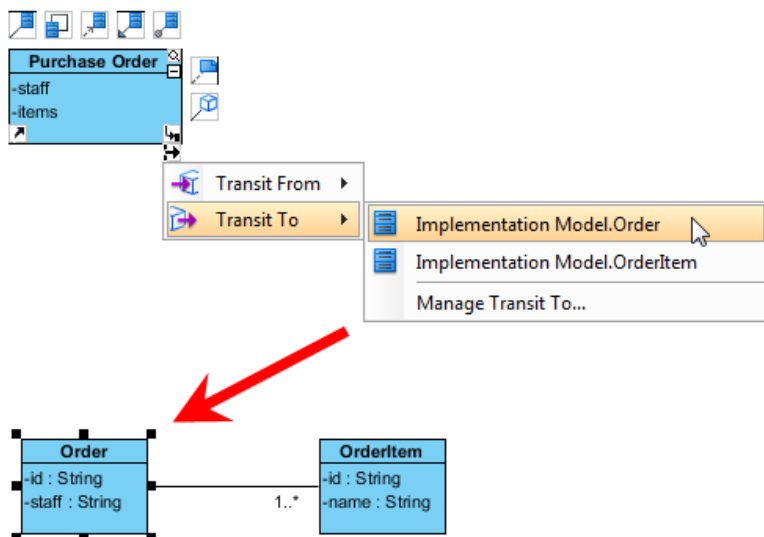 Purchase Order
-staff
-items
Transit From
Transit To
Implementation Model.Order
Implementation Model.OrderItem
Manage Transit To...
Order
-id : String
-staff : String
1..*
OrderItem
-id : String
-name : String